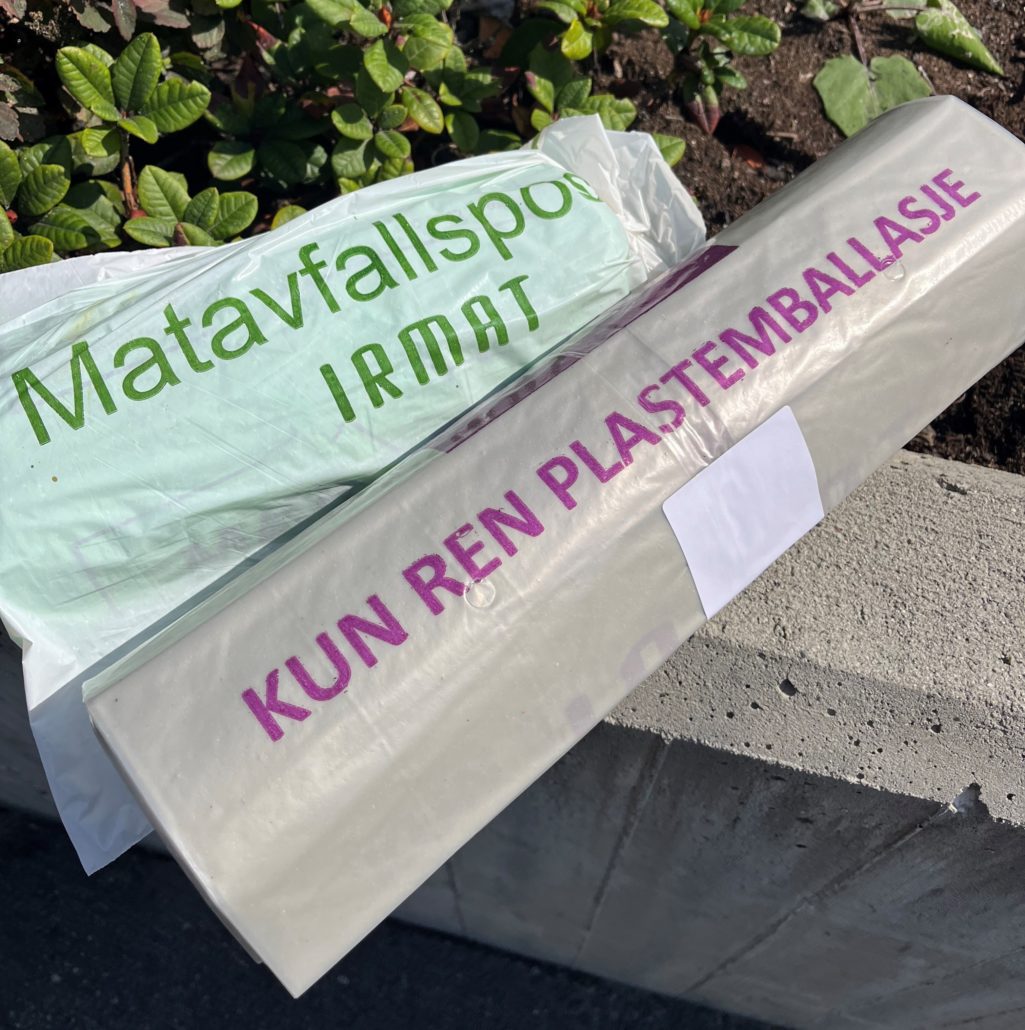 Matavfallspos
IRMAT
KUN REN PLASTEMBALLASJE